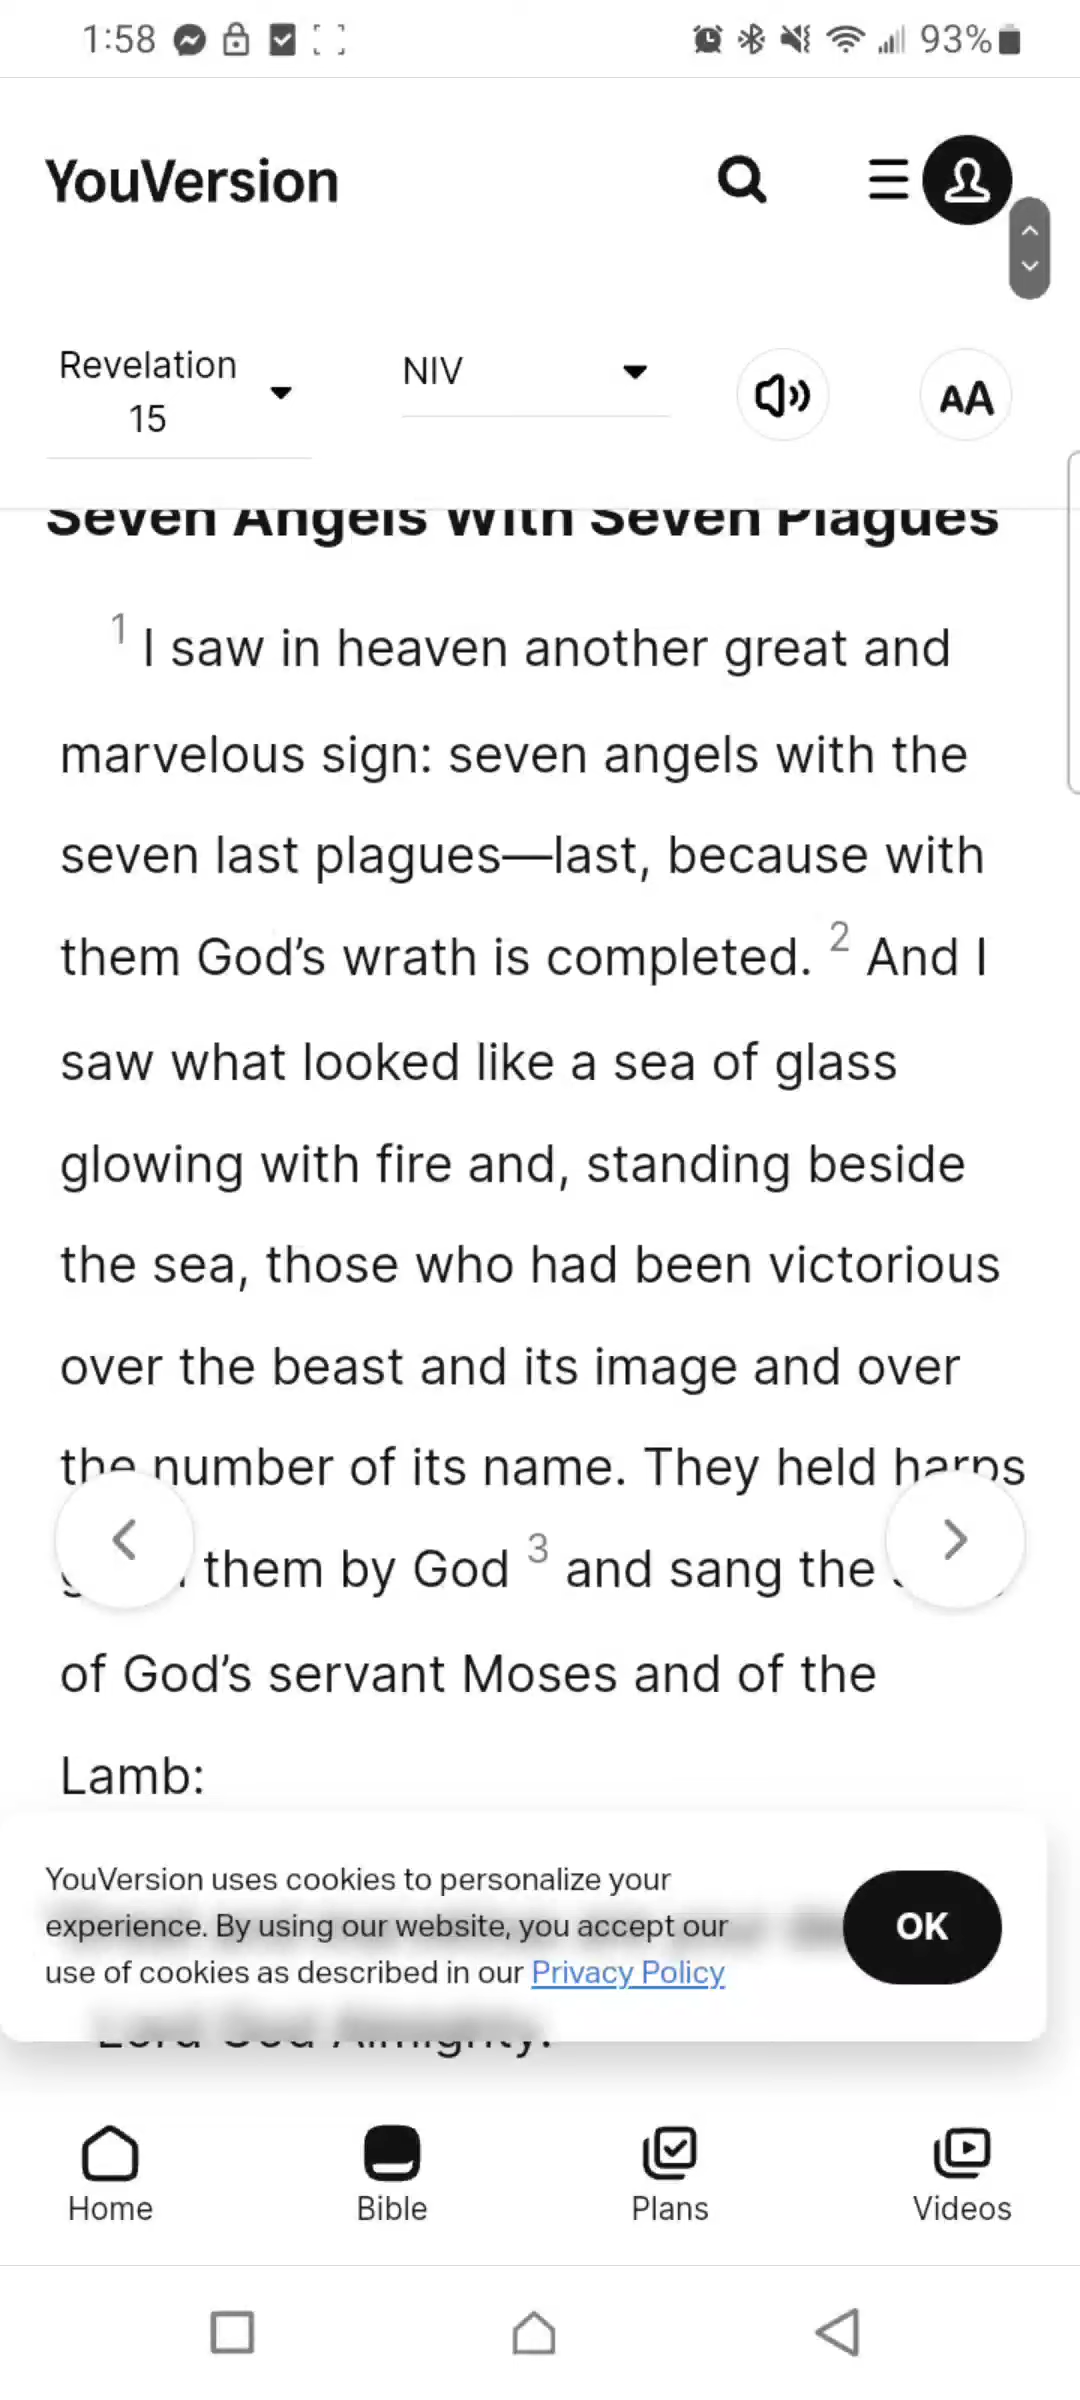 1:58 93%
YouVersion
Revelation
15
NIV
AA
Seven Angels With Seven Plagues
1 I saw in heaven another great and
marvelous sign: seven angels with the
seven last plagues—last, because with
them God’s wrath is completed. 2 And I
saw what looked like a sea of glass
glowing with fire and, standing beside
the sea, those who had been victorious
over the beast and its image and over
the number of its name. They held harps
them by God 3 and sang the
of God’s servant Moses and of the
Lamb:
YouVersion uses cookies to personalize your
experience. By using our website, you accept our
use of cookies as described in our Privacy Policy
OK
Lord God Almighty.
Home
Bible
Plans
Videos